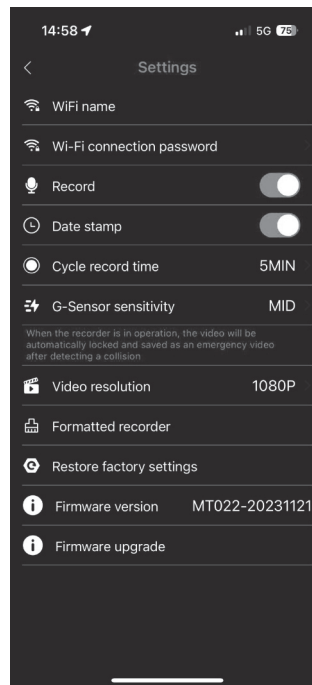 14:58
5G 75
Settings
WiFi name
Wi-Fi connection password
Record
Date stamp
Cycle record time 5MIN
G-Sensor sensitivity MID
When the recorder is in operation, the video will be
automatically locked and saved as an emergency video
after detecting a collision
Video resolution 1080P
Formatted recorder
Restore factory settings
Firmware version MT022-20231121
Firmware upgrade